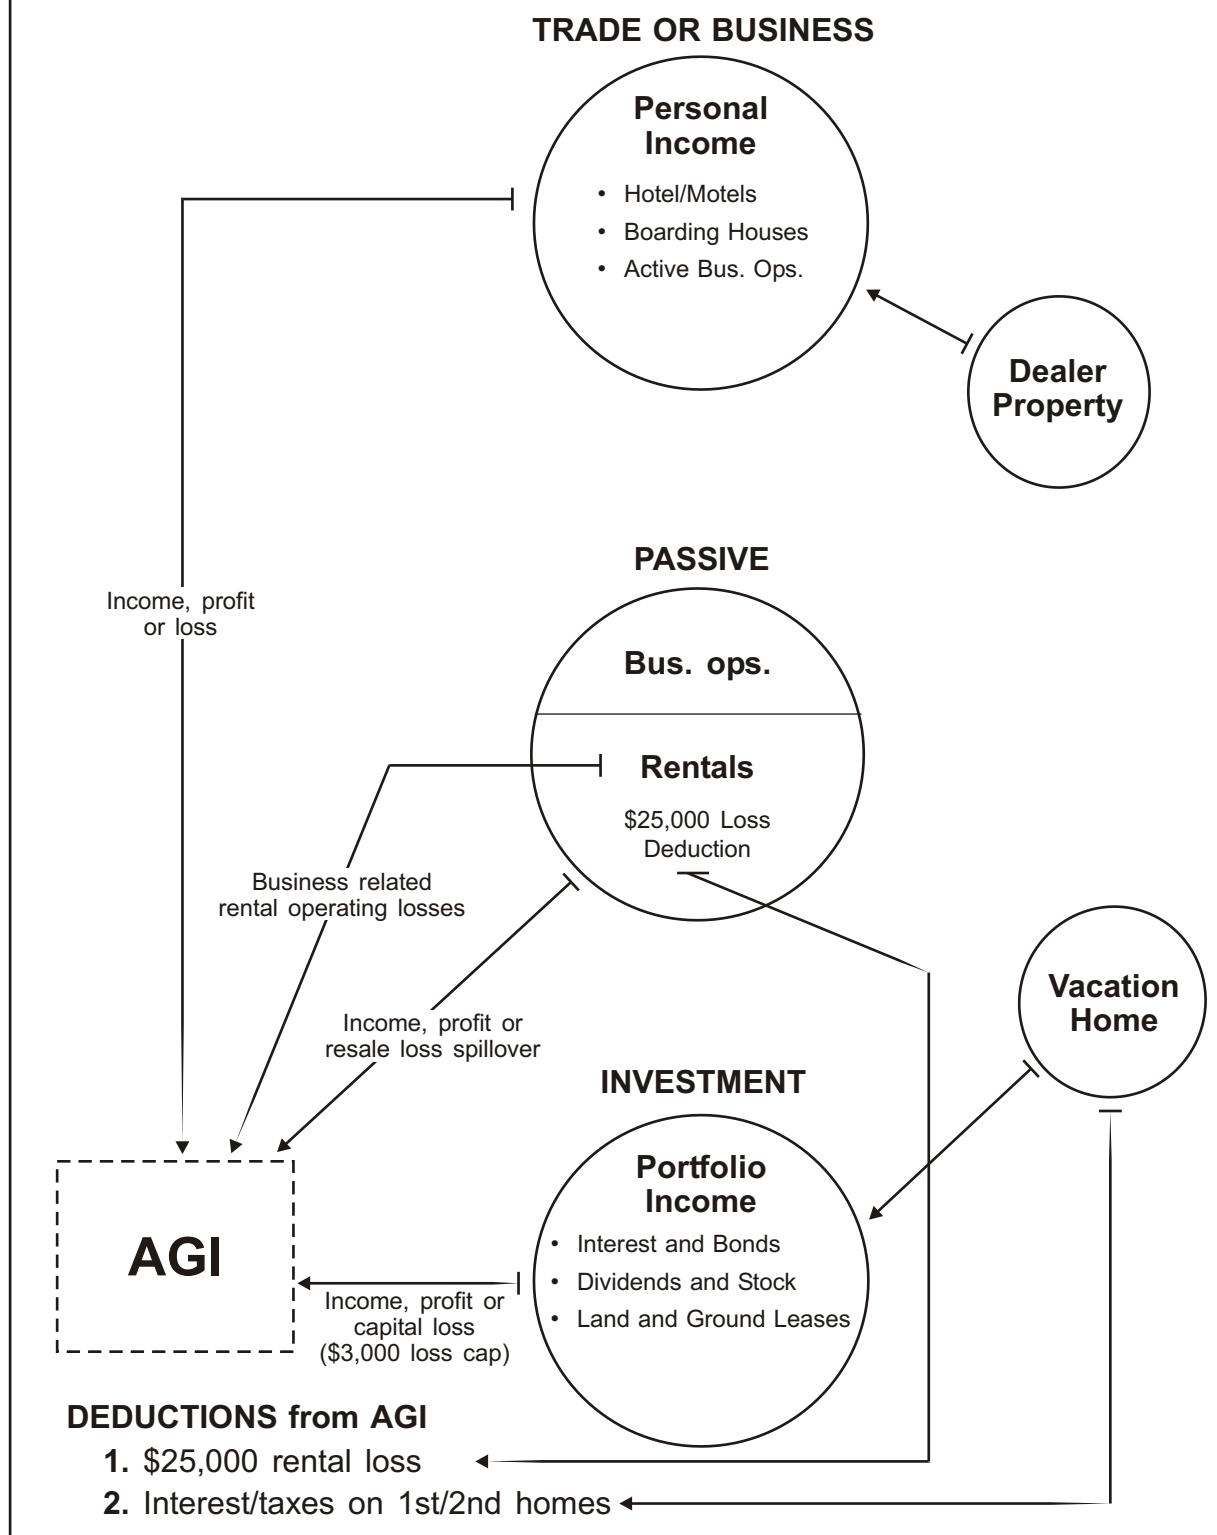 TRADE OR BUSINESS
Personal
Income
• Hotel/Motels
• Boarding Houses
• Active Bus. Ops.
Dealer
Property
Income, profit
or loss
PASSIVE
Bus. ops.
Rentals
$25,000 Loss
Deduction
Business related
rental operating losses
Income, profit or
resale loss spillover
Vacation
Home
INVESTMENT
Portfolio
Income
• Interest and Bonds
• Dividends and Stock
• Land and Ground Leases
AGI
Income, profit or
capital loss
($3,000 loss cap)
DEDUCTIONS from AGI
1. $25,000 rental loss
2. Interest/taxes on 1st/2nd homes